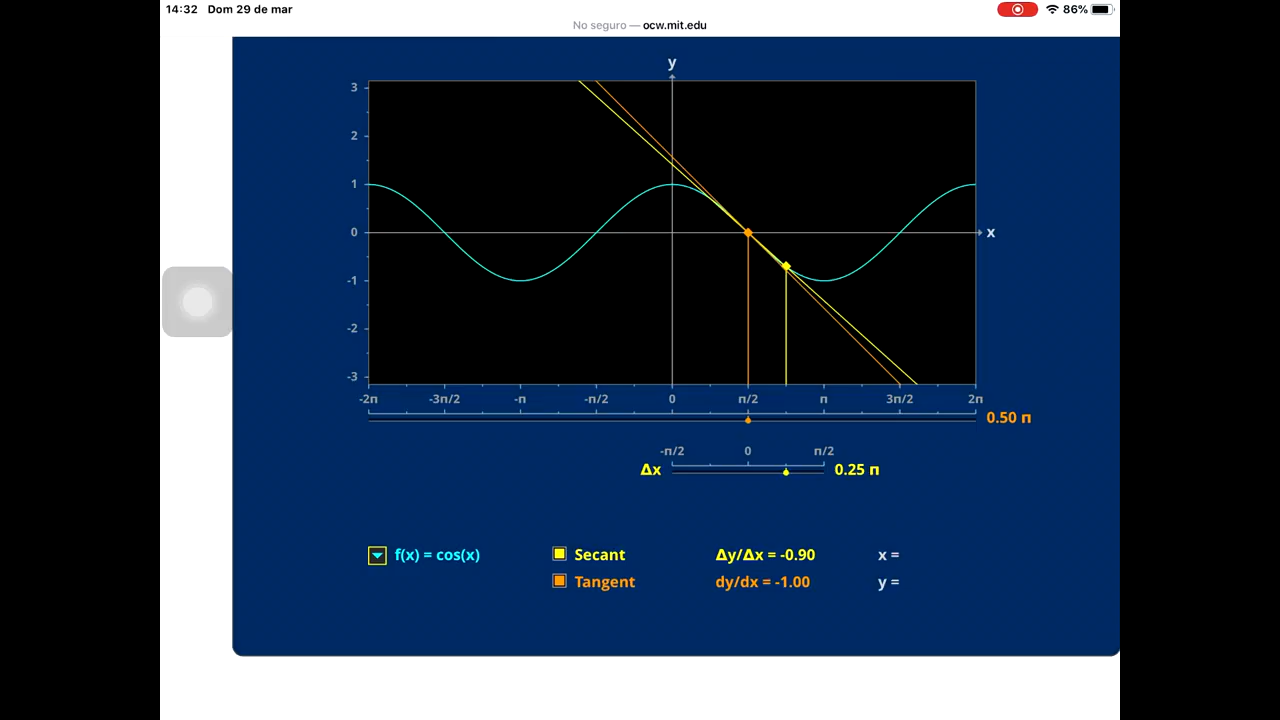 14:32 Dom 29 de mar 86%
No seguro — ocw.mit.edu
y
3
2
1
0 x
-1
-2
-3
-2π -3π/2 -π -π/2 0 π/2 π 3π/2 2π
0.50 π
-π/2 0 π/2
Δx 0.25 π
f(x) = cos(x) Secant Δy/Δx = -0.90 x =
Tangent dy/dx = -1.00 y =